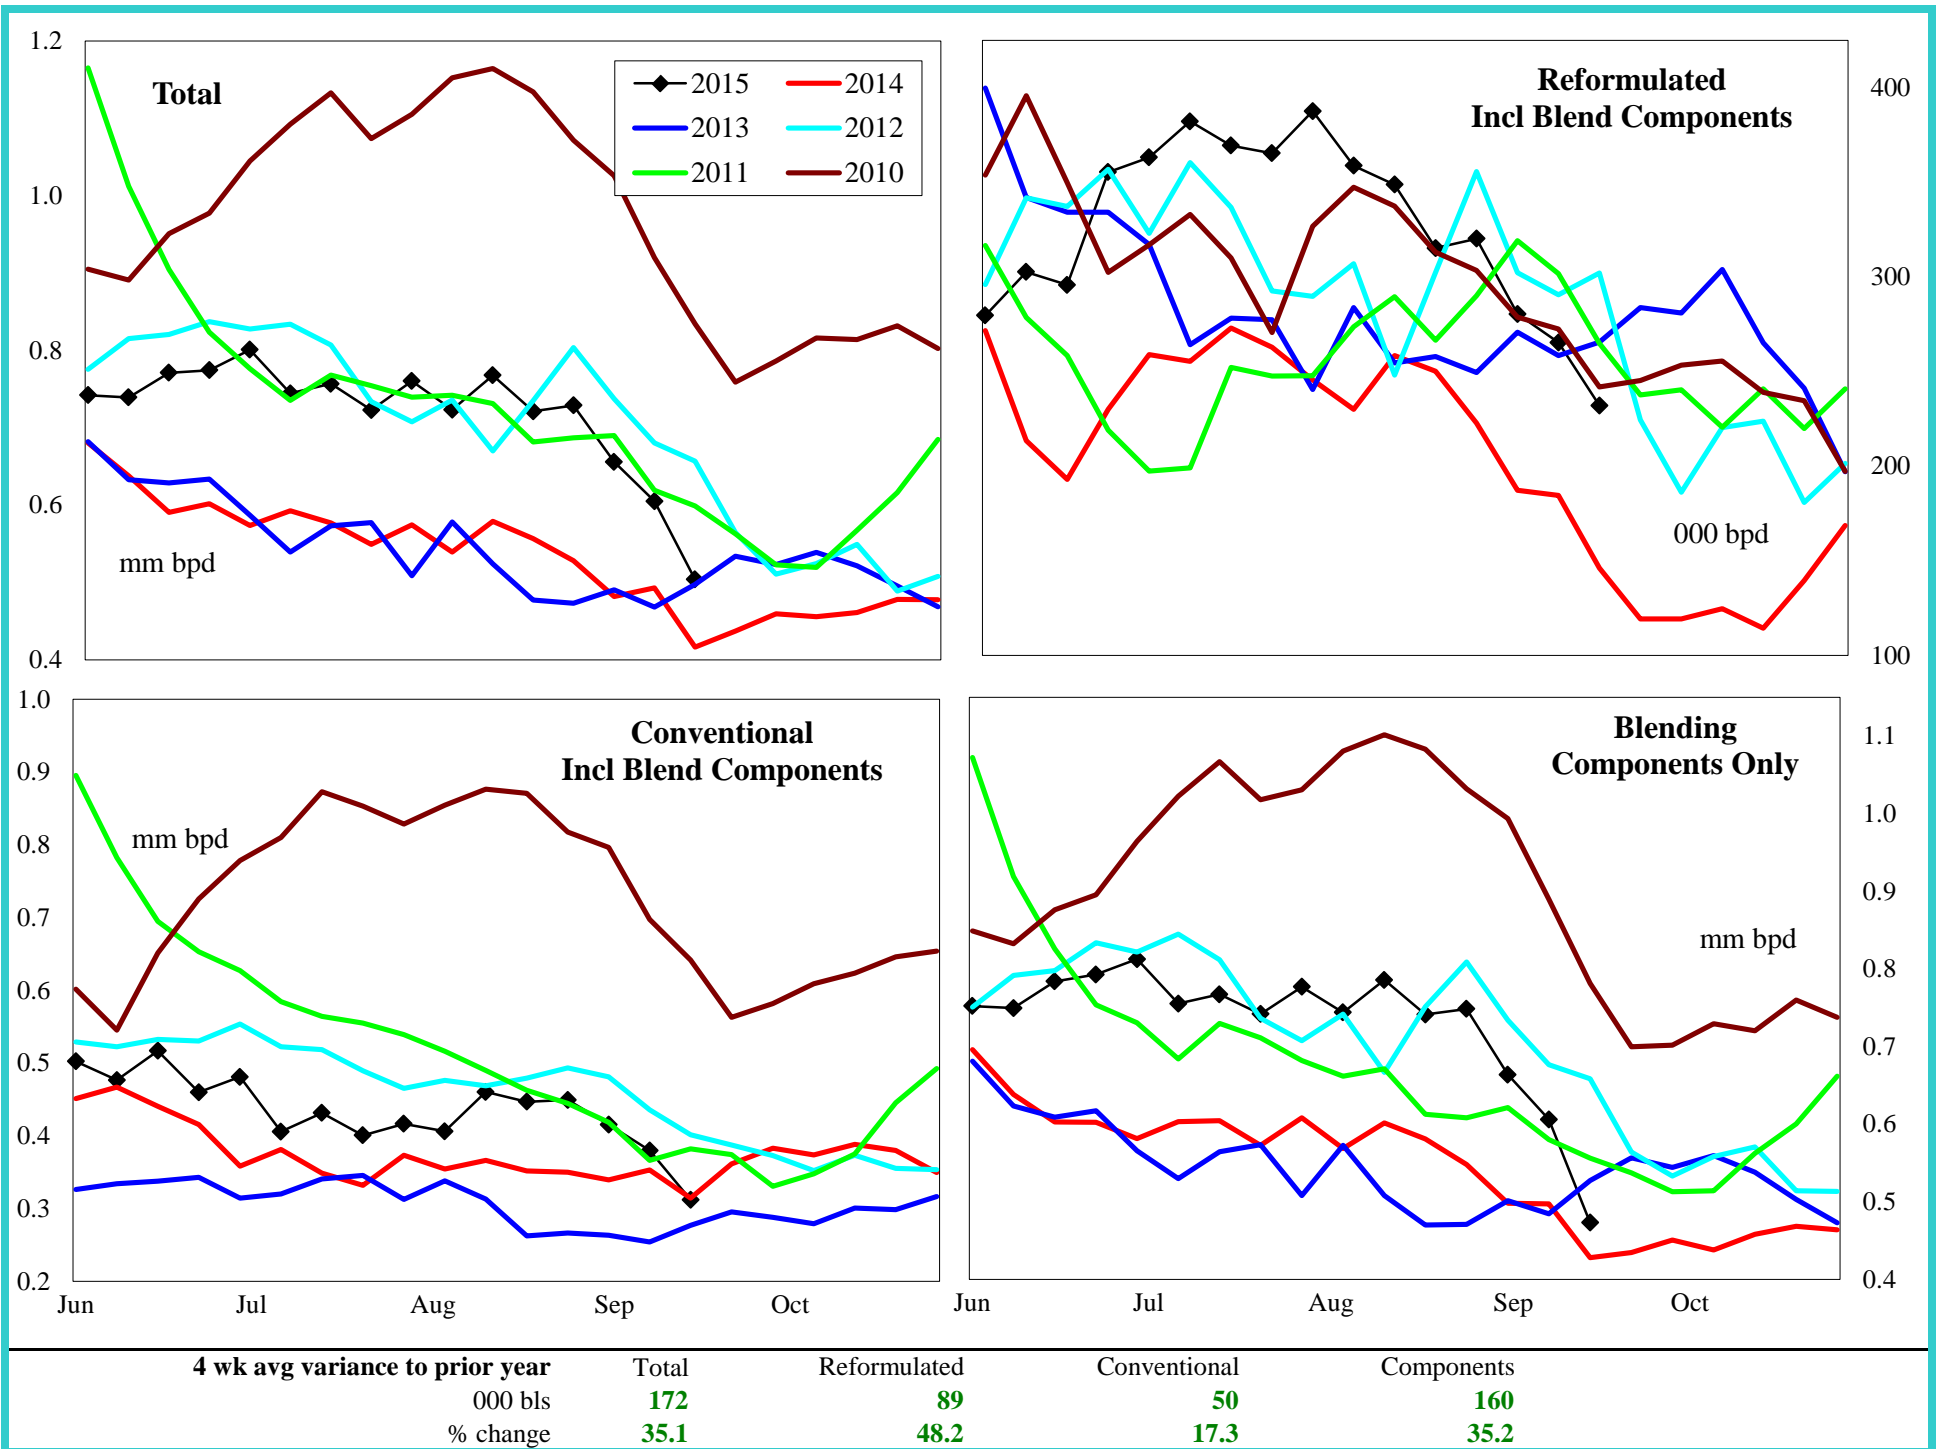 Total
1.2
1.0
0.8
0.6
0.4
mm bpd
2015 2014
2013 2012
2011 2010
Reformulated
Incl Blend Components
400
300
200
100
000 bpd
Conventional
Incl Blend Components
1.0
0.9
0.8
0.7
0.6
0.5
0.4
0.3
0.2
mm bpd
Jun Jul Aug Sep Oct
Blending
Components Only
1.1
1.0
0.9
0.8
0.7
0.6
0.5
0.4
mm bpd
Jun Jul Aug Sep Oct
4 wk avg variance to prior year Total Reformulated Conventional Components
000 bls 172 89 50 160
% change 35.1 48.2 17.3 35.2